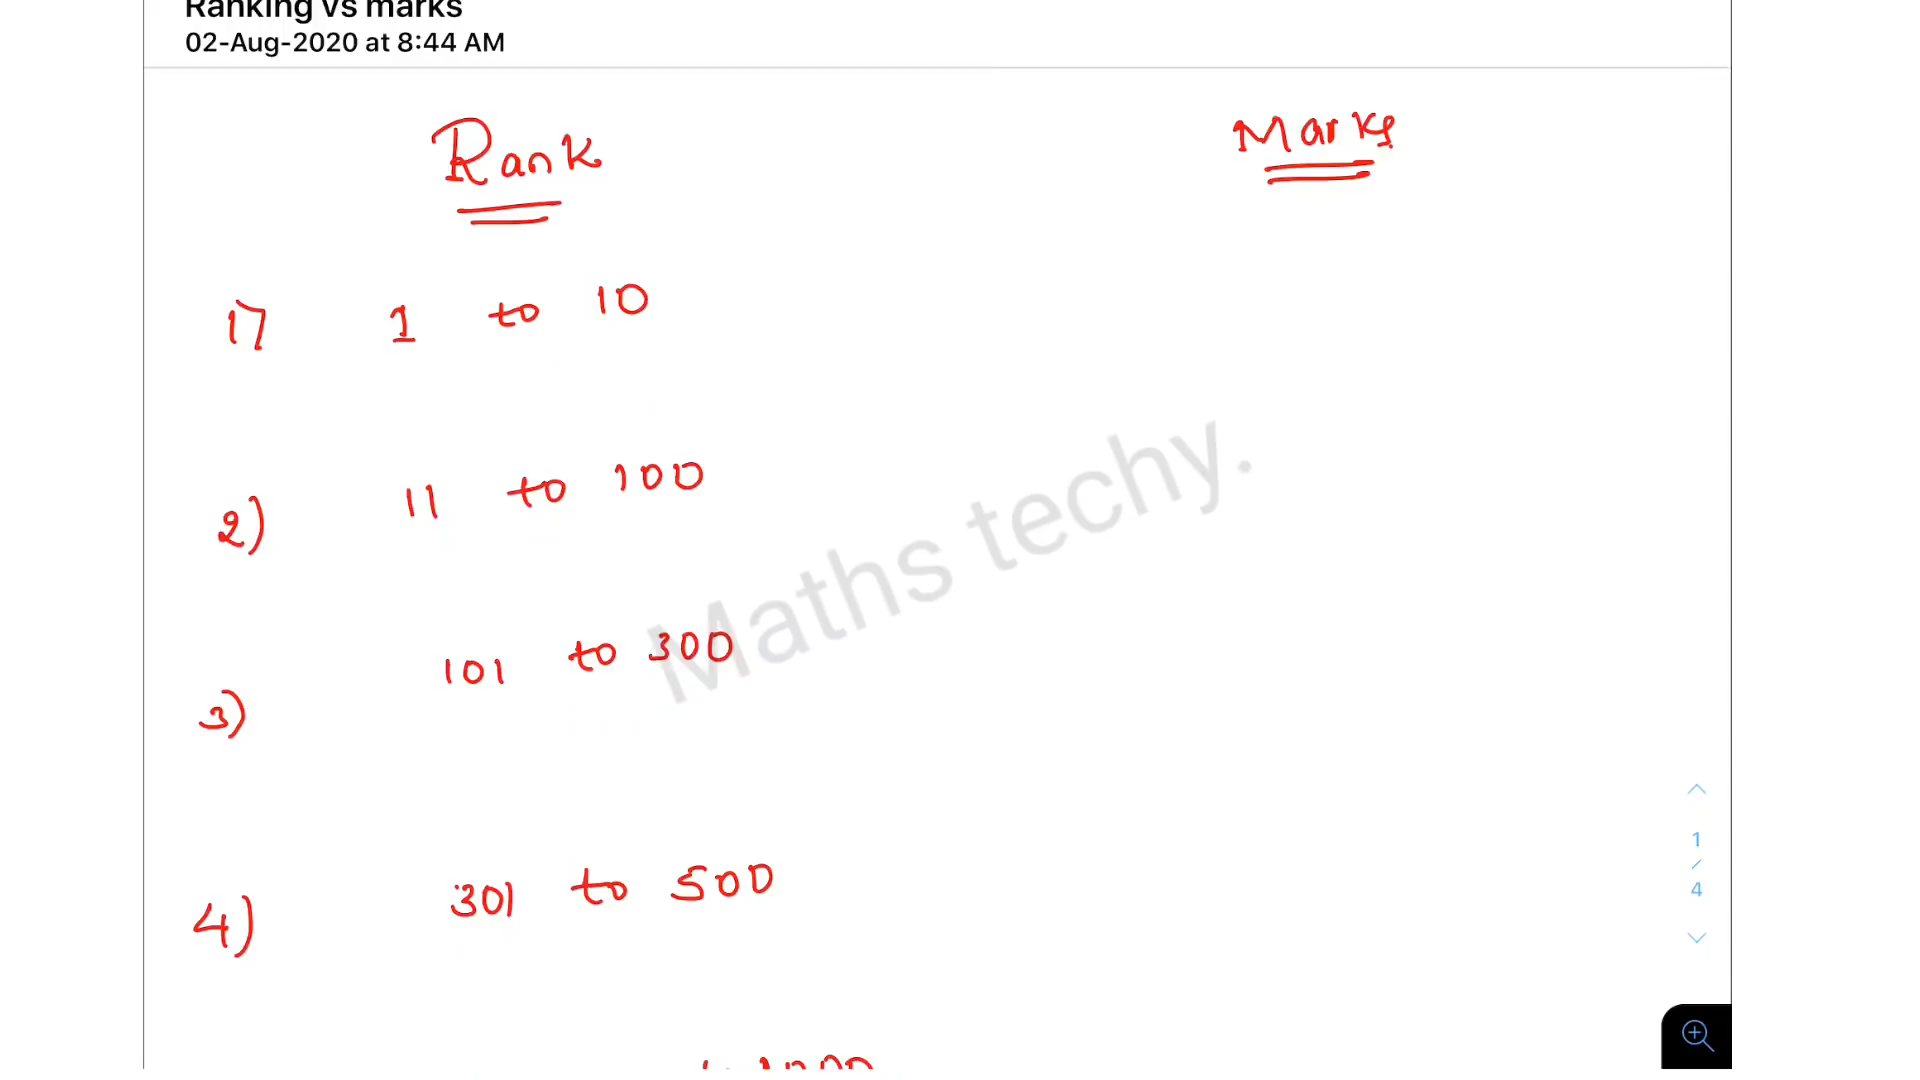 Ranking vs marks
02-Aug-2020 at 8:44 AM
Rank Marks
1) 1 to 10
2) 11 to 100
3) 101 to 300
4) 301 to 500
Maths techy.
1
/
4